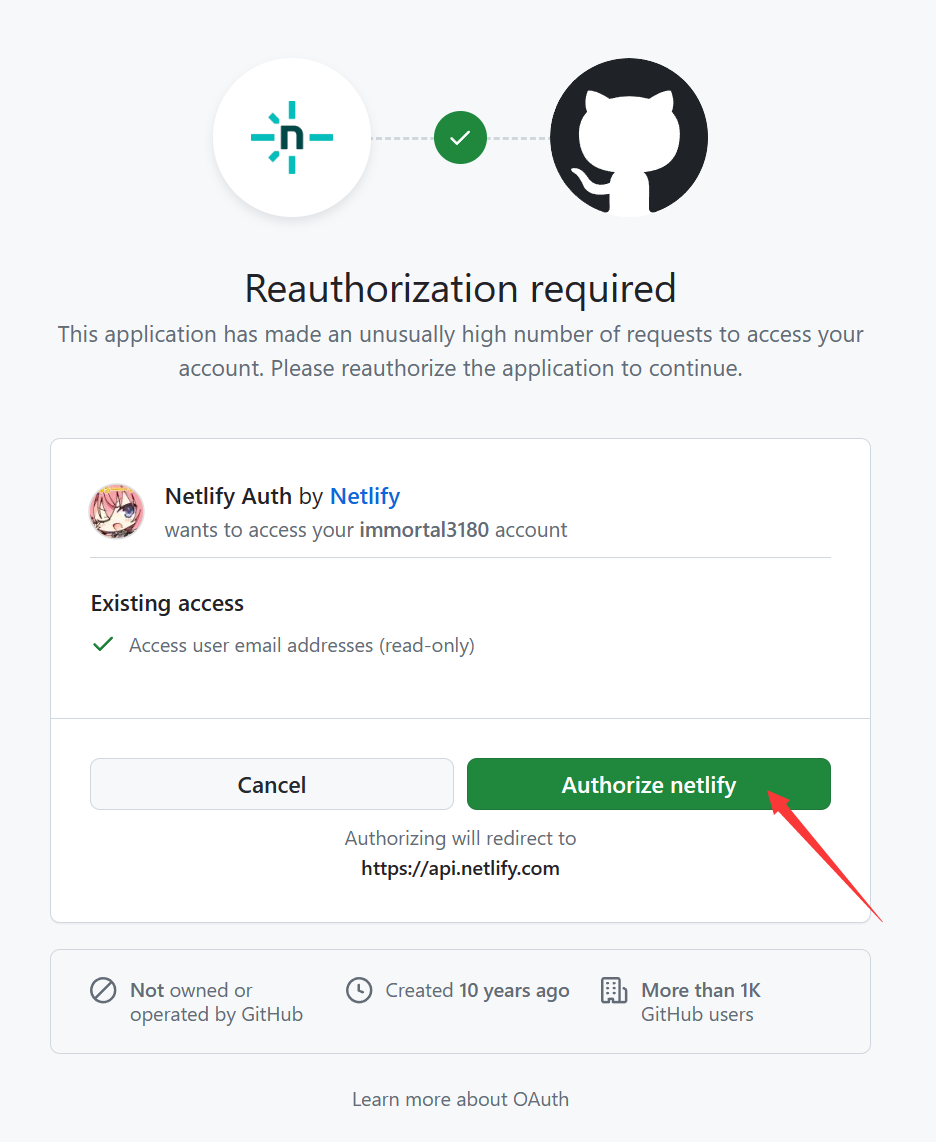 n
Reauthorization required
This application has made an unusually high number of requests to access your
account. Please reauthorize the application to continue.
Netlify Auth by Netlify
wants to access your immortal3180 account
Existing access
Access user email addresses (read-only)
Cancel
Authorize netlify
Authorizing will redirect to
https://api.netlify.com
Not owned or
operated by GitHub
Created 10 years ago
More than 1K
GitHub users
Learn more about OAuth